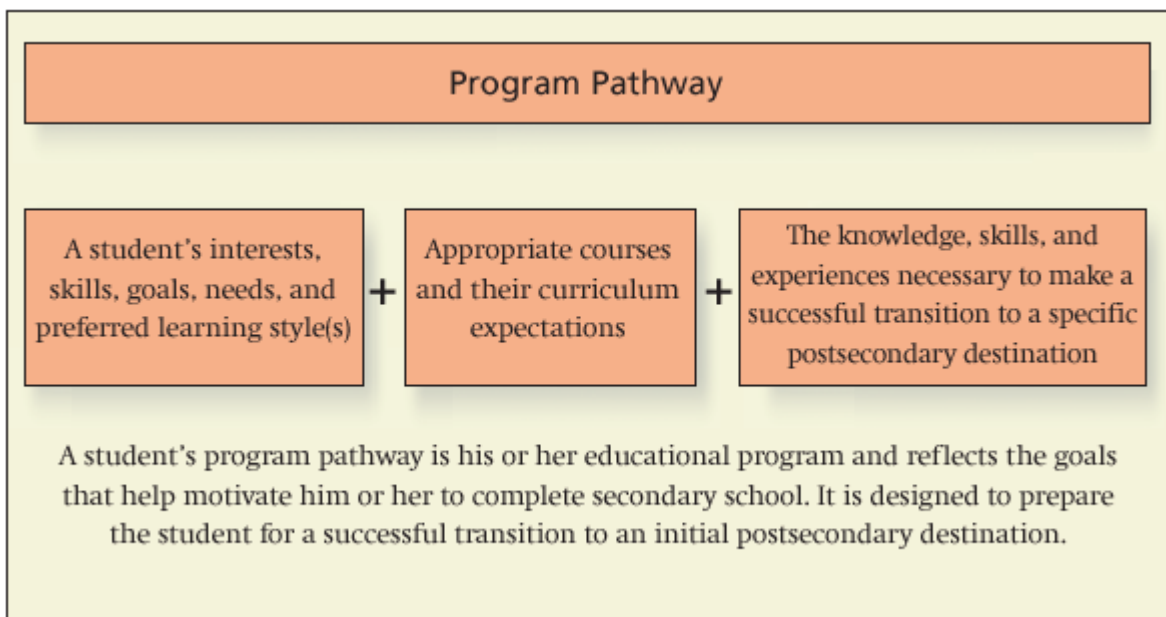 Program Pathway
A student’s interests,
skills, goals, needs, and
preferred learning style(s)
+
Appropriate courses
and their curriculum
expectations
+
The knowledge, skills, and
experiences necessary to make a
successful transition to a specific
postsecondary destination
A student’s program pathway is his or her educational program and reflects the goals
that help motivate him or her to complete secondary school. It is designed to prepare
the student for a successful transition to an initial postsecondary destination.